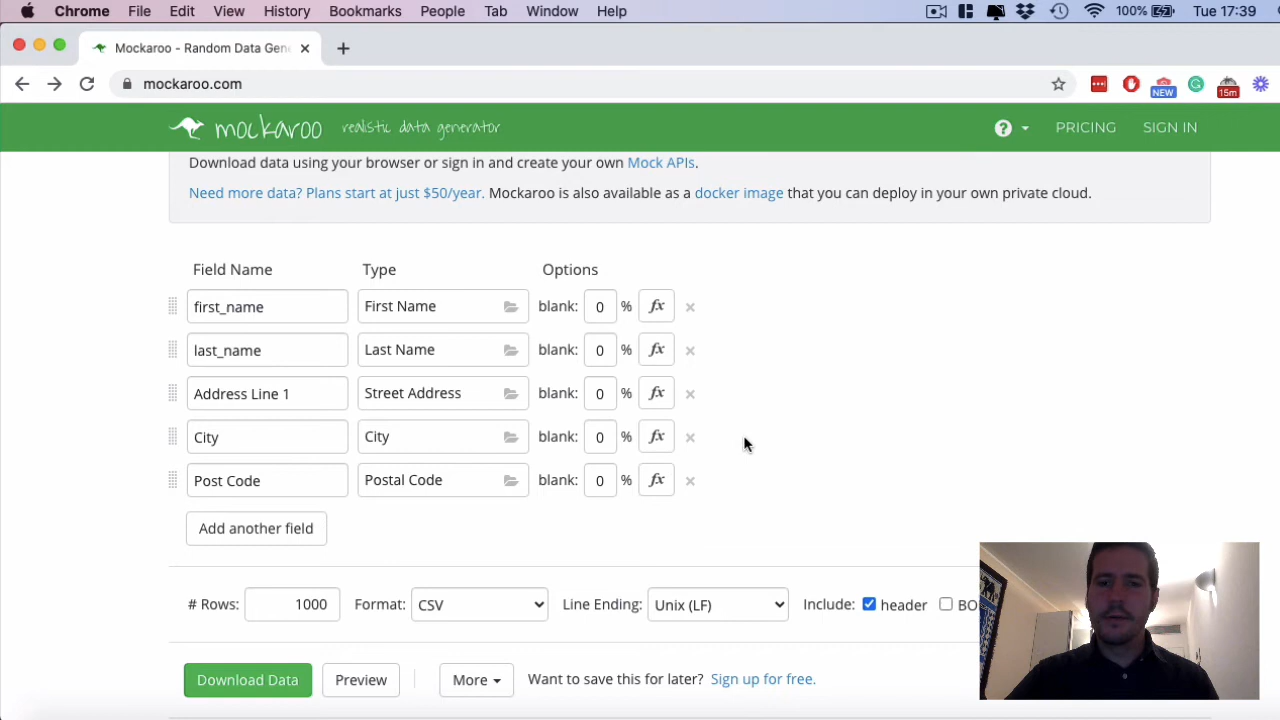 Chrome File Edit View History Bookmarks People Tab Window Help 100% Tue 17:39
Mockaroo - Random Data Gen
mockaroo.com
NEW 15m
mockaroo realistic data generator PRICING SIGN IN
Download data using your browser or sign in and create your own Mock APIs.
Need more data? Plans start at just $50/year. Mockaroo is also available as a docker image that you can deploy in your own private cloud.
Field Name Type Options
first_name First Name blank: 0 % fx ×
last_name Last Name blank: 0 % fx ×
Address Line 1 Street Address blank: 0 % fx ×
City City blank: 0 % fx ×
Post Code Postal Code blank: 0 % fx ×
Add another field
# Rows: 1000 Format: CSV Line Ending: Unix (LF) Include: header BO
Download Data Preview More Want to save this for later? Sign up for free.